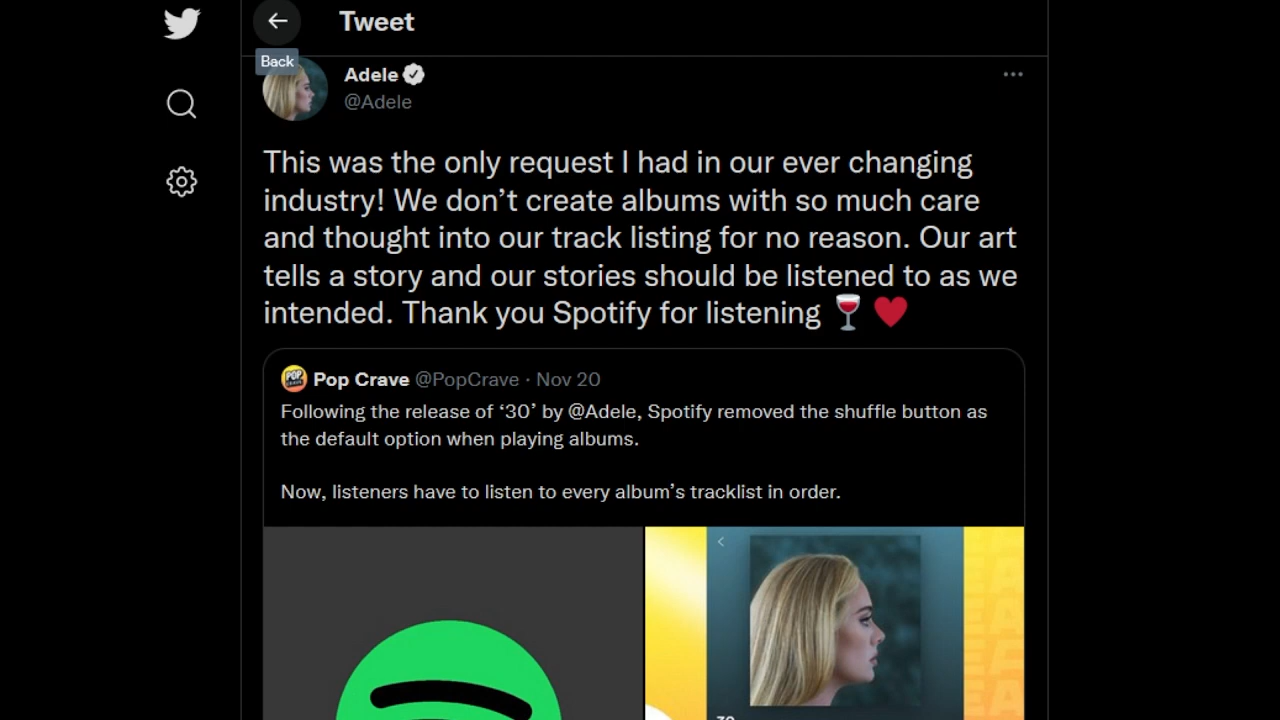 Tweet
Back
Adele
@Adele
This was the only request I had in our ever changing
industry! We don’t create albums with so much care
and thought into our track listing for no reason. Our art
tells a story and our stories should be listened to as we
intended. Thank you Spotify for listening 🍷 ♥
POP CRAVE Pop Crave @PopCrave · Nov 20
Following the release of ‘30’ by @Adele, Spotify removed the shuffle button as
the default option when playing albums.
Now, listeners have to listen to every album’s tracklist in order.